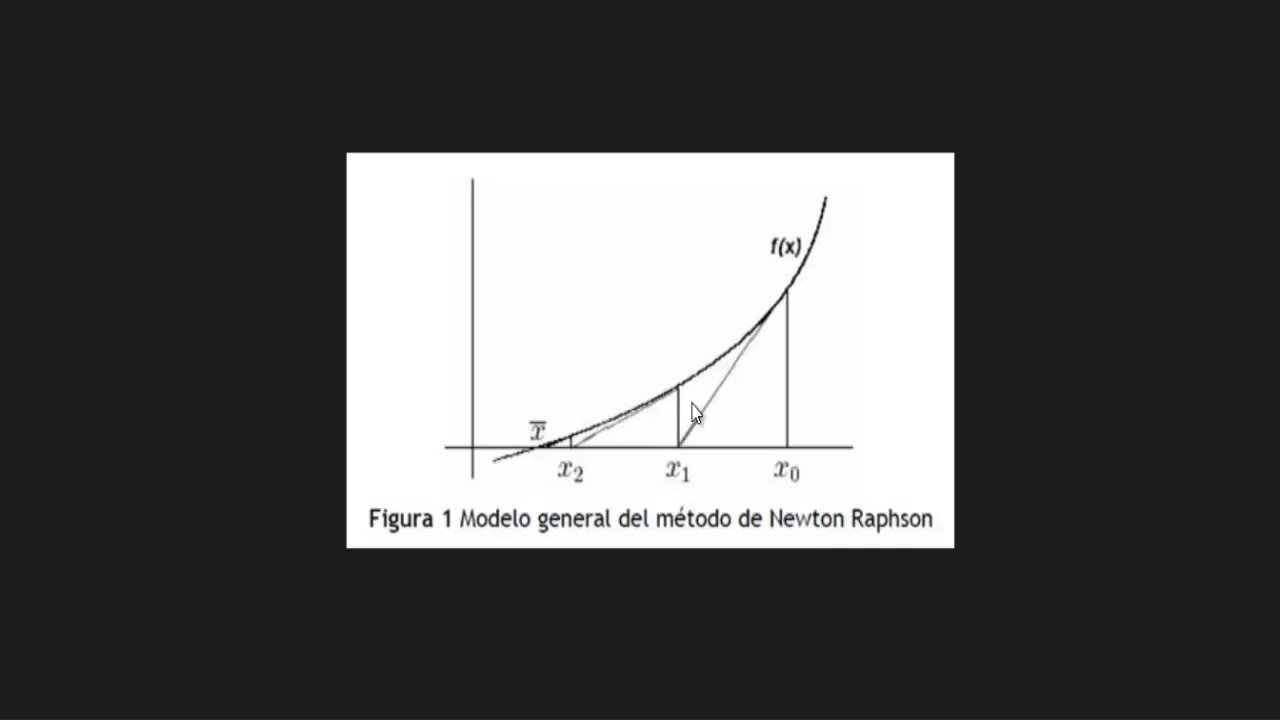 f(x)
x̅
x₂ x₁ x₀
Figura 1 Modelo general del método de Newton Raphson